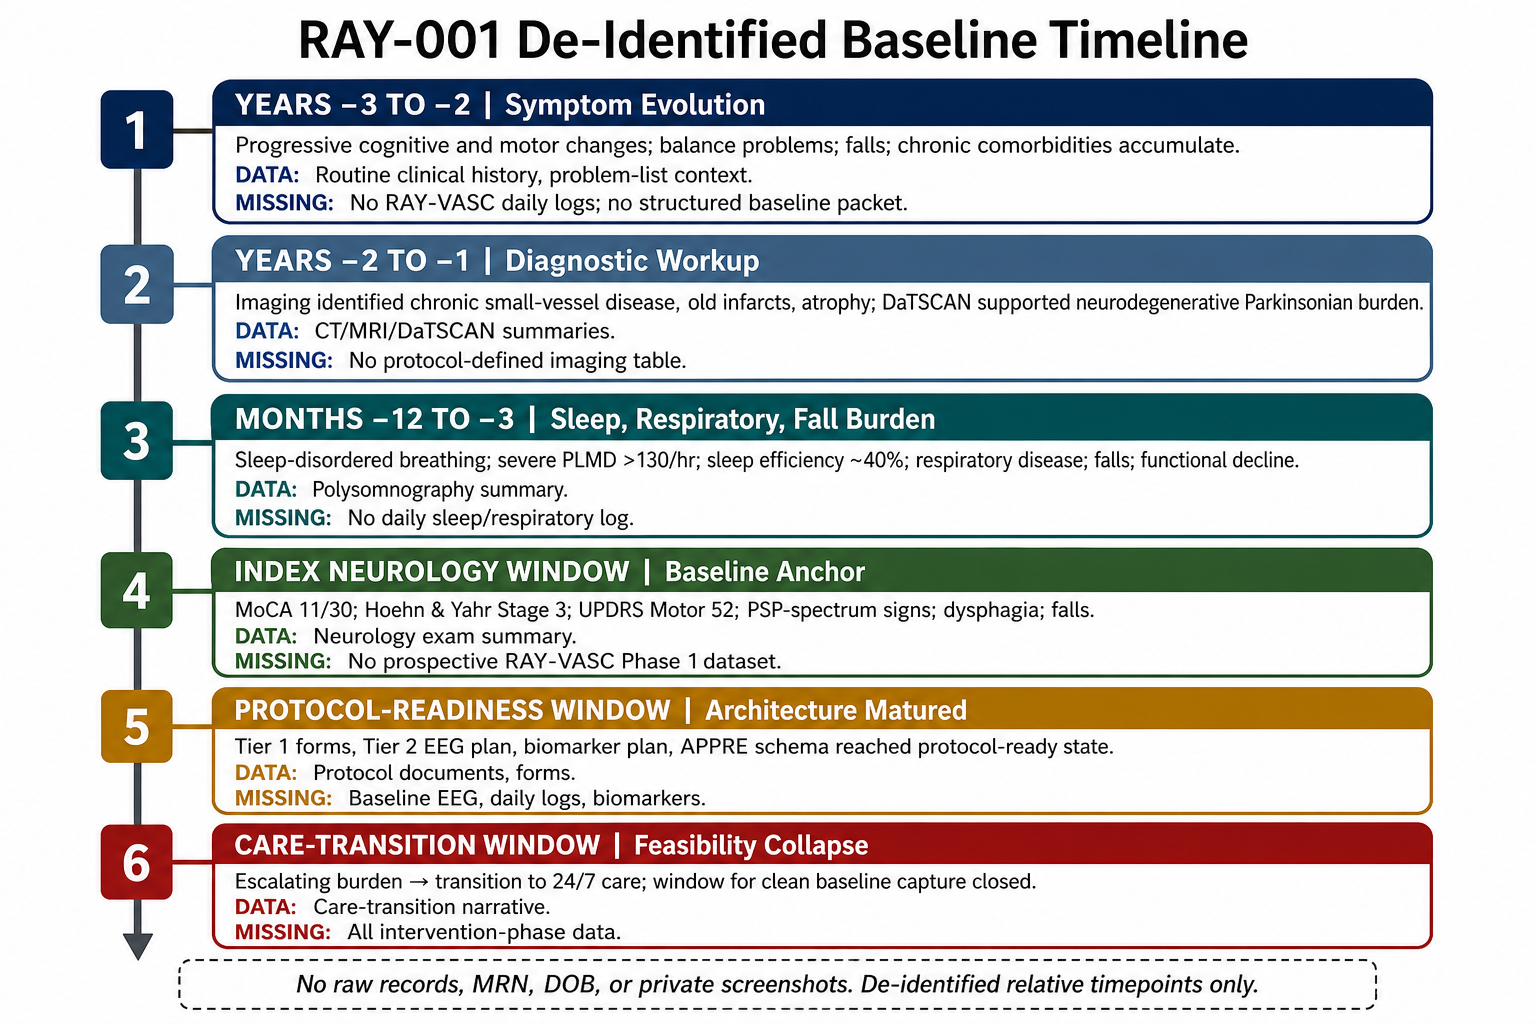 RAY-001 De-Identified Baseline Timeline
1
YEARS –3 TO –2 | Symptom Evolution
Progressive cognitive and motor changes; balance problems; falls; chronic comorbidities accumulate.
DATA: Routine clinical history, problem-list context.
MISSING: No RAY-VASC daily logs; no structured baseline packet.
2
YEARS –2 TO –1 | Diagnostic Workup
Imaging identified chronic small-vessel disease, old infarcts, atrophy; DaTSCAN supported neurodegenerative Parkinsonian burden.
DATA: CT/MRI/DaTSCAN summaries.
MISSING: No protocol-defined imaging table.
3
MONTHS –12 TO –3 | Sleep, Respiratory, Fall Burden
Sleep-disordered breathing; severe PLMD >130/hr; sleep efficiency ~40%; respiratory disease; falls; functional decline.
DATA: Polysomnography summary.
MISSING: No daily sleep/respiratory log.
4
INDEX NEUROLOGY WINDOW | Baseline Anchor
MoCA 11/30; Hoehn & Yahr Stage 3; UPDRS Motor 52; PSP-spectrum signs; dysphagia; falls.
DATA: Neurology exam summary.
MISSING: No prospective RAY-VASC Phase 1 dataset.
5
PROTOCOL-READINESS WINDOW | Architecture Matured
Tier 1 forms, Tier 2 EEG plan, biomarker plan, APPRE schema reached protocol-ready state.
DATA: Protocol documents, forms.
MISSING: Baseline EEG, daily logs, biomarkers.
6
CARE-TRANSITION WINDOW | Feasibility Collapse
Escalating burden → transition to 24/7 care; window for clean baseline capture closed.
DATA: Care-transition narrative.
MISSING: All intervention-phase data.
No raw records, MRN, DOB, or private screenshots. De-identified relative timepoints only.